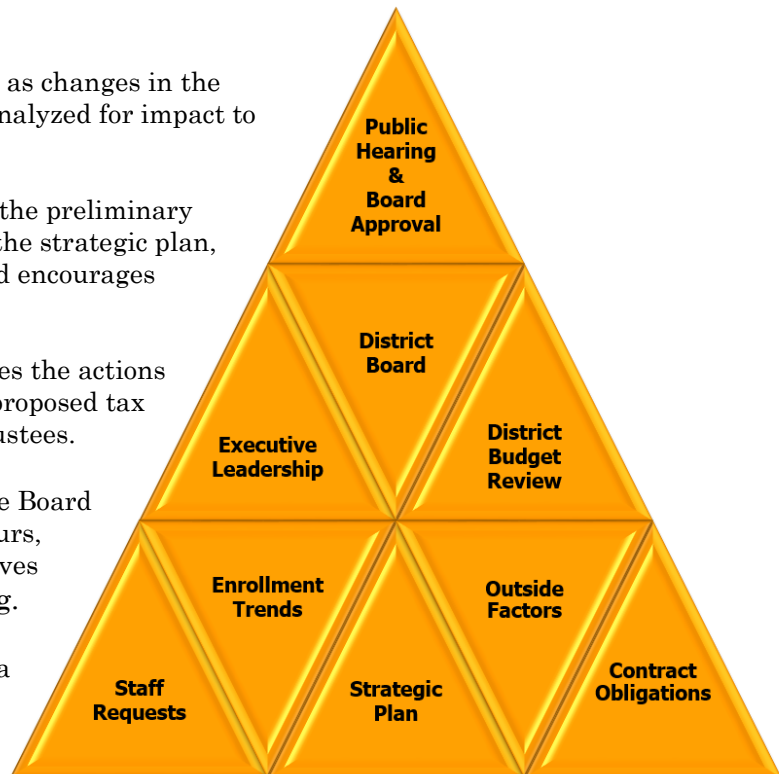 as changes in the
nalyzed for impact to
the preliminary
the strategic plan,
d encourages
es the actions
proposed tax
ustees.
e Board
urs,
ves
g.
a
Public
Hearing
&
Board
Approval
District
Board
Executive
Leadership
District
Budget
Review
Enrollment
Trends
Outside
Factors
Staff
Requests
Strategic
Plan
Contract
Obligations